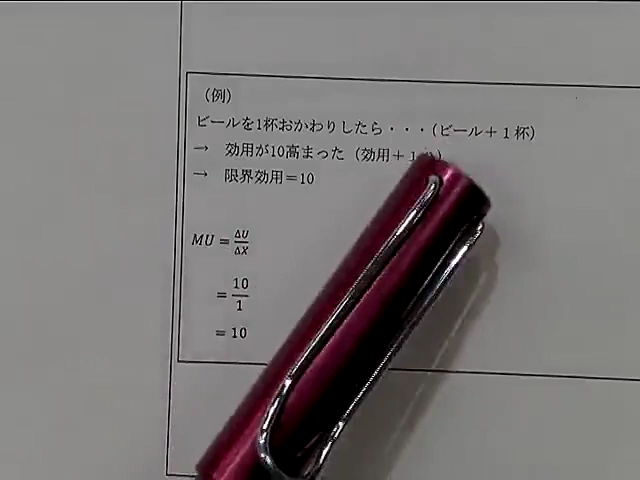 （例）
ビールを1杯おかわりしたら・・・（ビール＋１杯）
→ 効用が10高まった（効用＋１
→ 限界効用＝10
MU = ΔU/ΔX
= 10/1
= 10